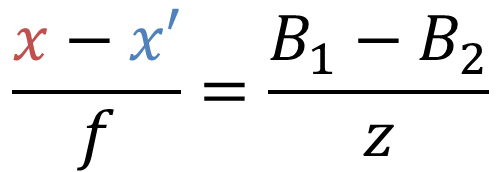 (x − x′)/f = (B₁ − B₂)/z